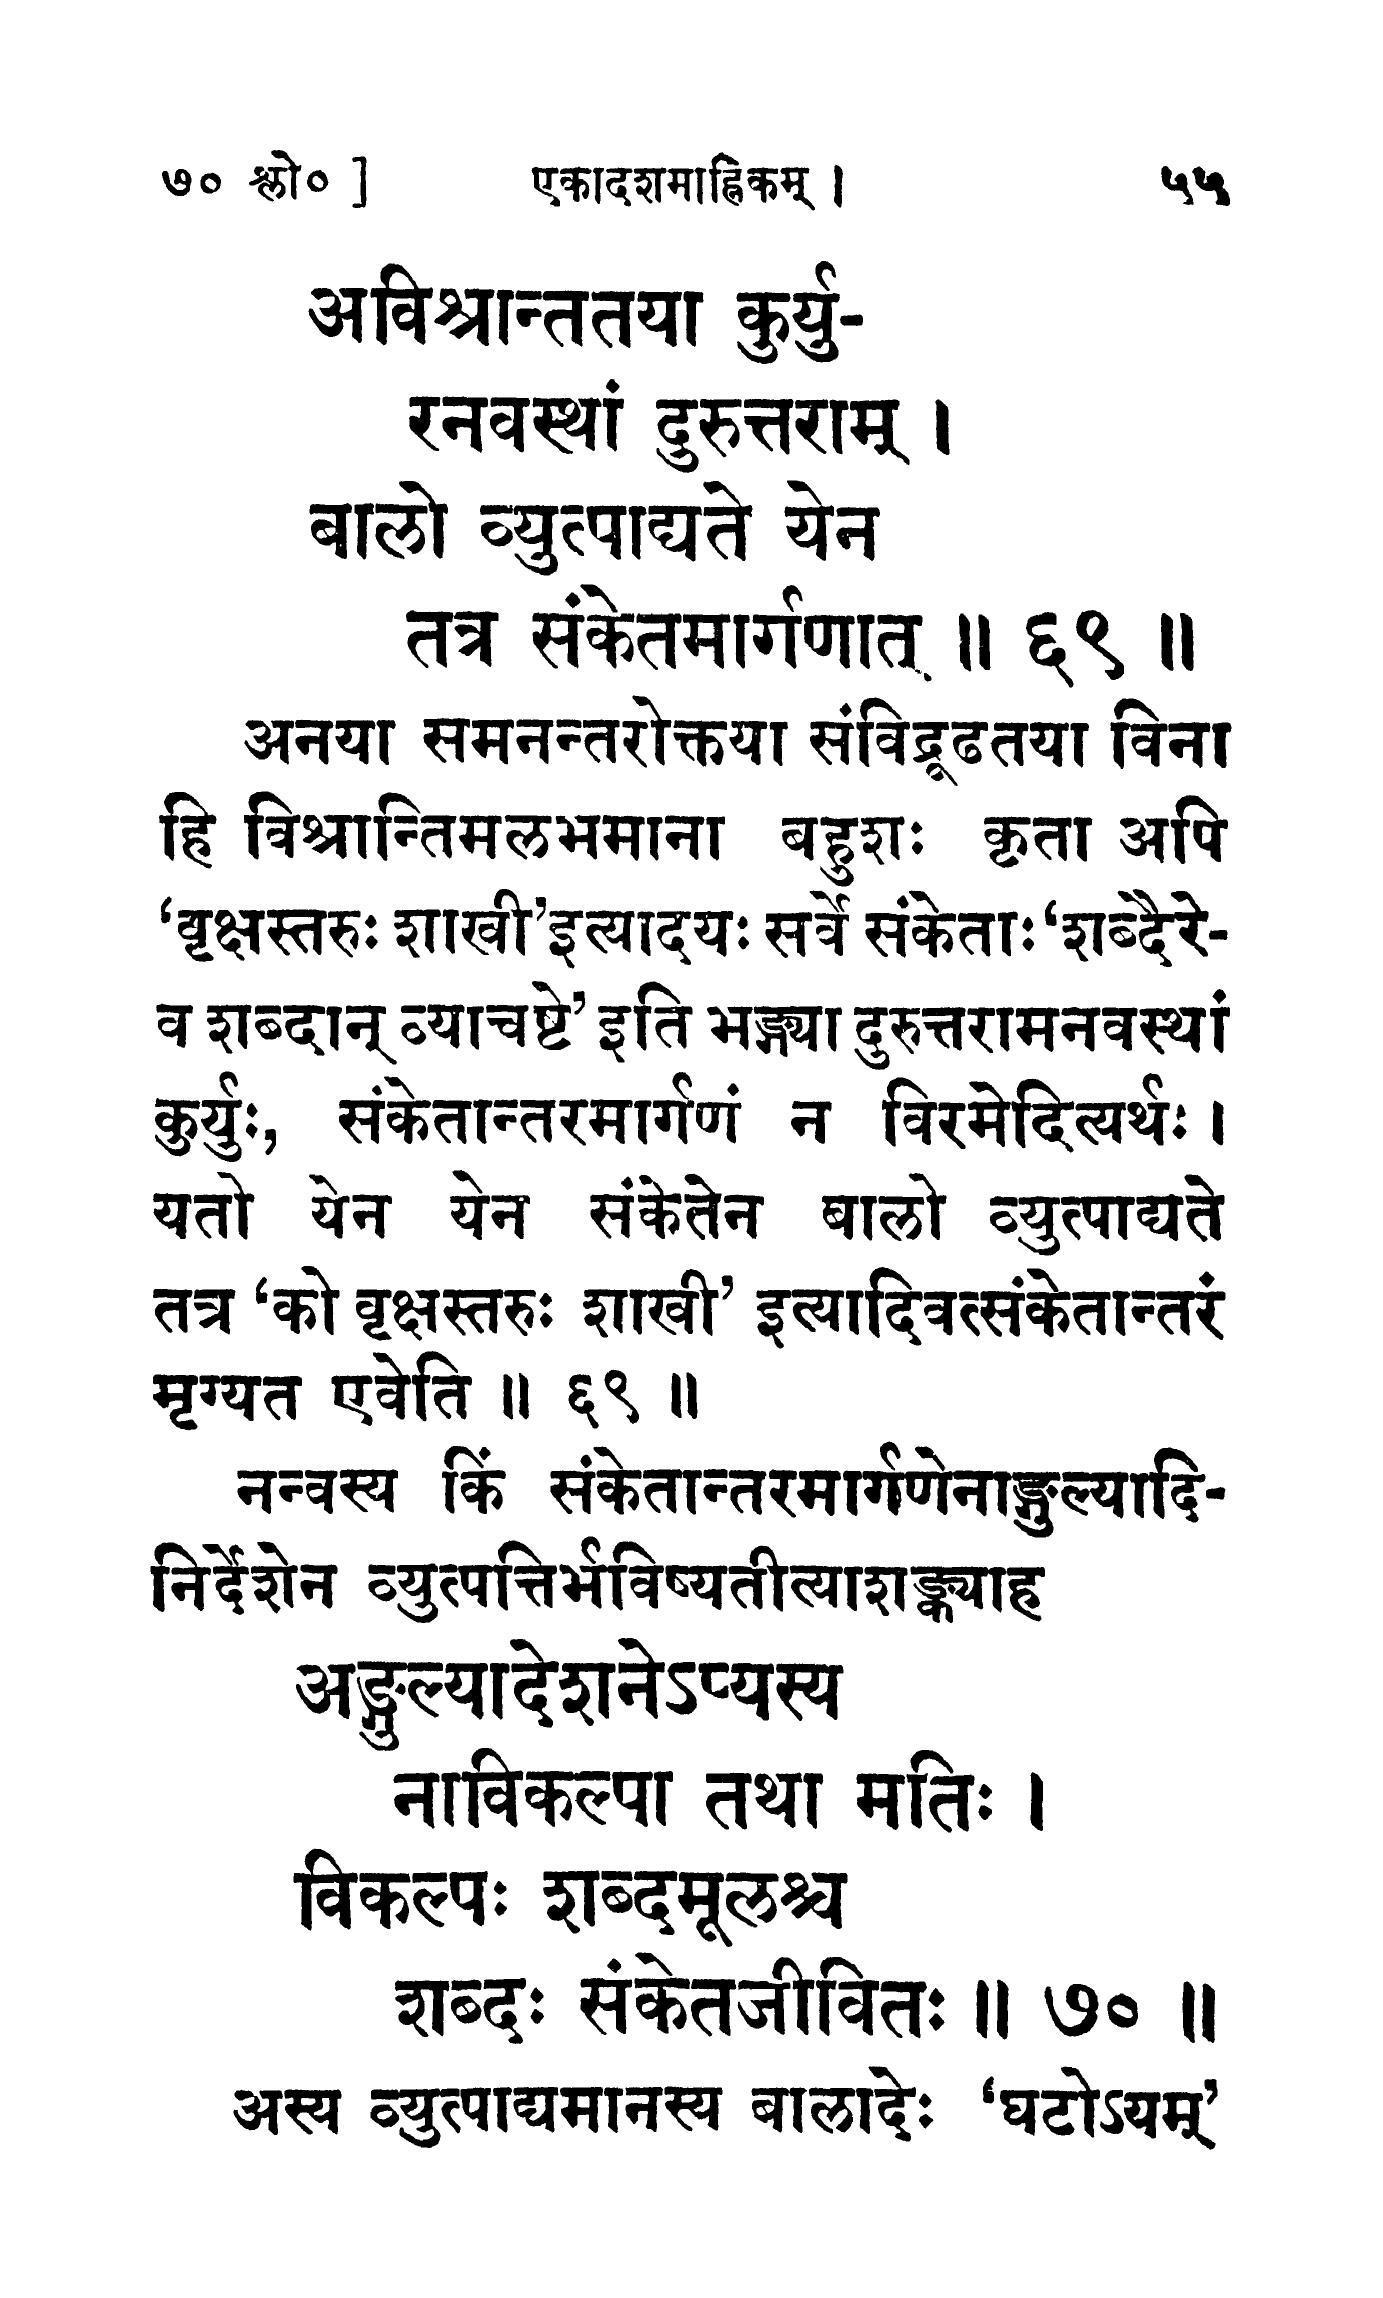 ७० श्लो० ] एकादशमाह्निकम् । ५५
अविश्रान्ततया कुर्यु-
रनवस्थां दुरुत्तराम् ।
बालो व्युत्पाद्यते येन
तत्र संकेतमार्गणात् ॥ ६९ ॥
अनया समनन्तरोक्तया संविद्रूढतया विना
हि विश्रान्तिमलभमाना बहुशः कृता अपि
‘वृक्षस्तरुः शाखी’इत्यादयः सर्वे संकेताः‘शब्दैरे-
व शब्दान् व्याचष्टे’ इति भङ्ग्या दुरुत्तरामनवस्थां
कुर्युः, संकेतान्तरमार्गणं न विरमेदित्यर्थः ।
यतो येन येन संकेतेन बालो व्युत्पाद्यते
तत्र ‘को वृक्षस्तरुः शाखी’ इत्यादिवत्संकेतान्तरं
मृग्यत एवेति ॥ ६९ ॥
नन्वस्य किं संकेतान्तरमार्गणेनाङ्गुल्यादि-
निर्देशेन व्युत्पत्तिर्भविष्यतीत्याशङ्क्याह
अङ्गुल्यादेशनेऽप्यस्य
नाविकल्पा तथा मतिः ।
विकल्पः शब्दमूलश्च
शब्दः संकेतजीवितः ॥ ७० ॥
अस्य व्युत्पाद्यमानस्य बालादेः ‘घटोऽयम्’